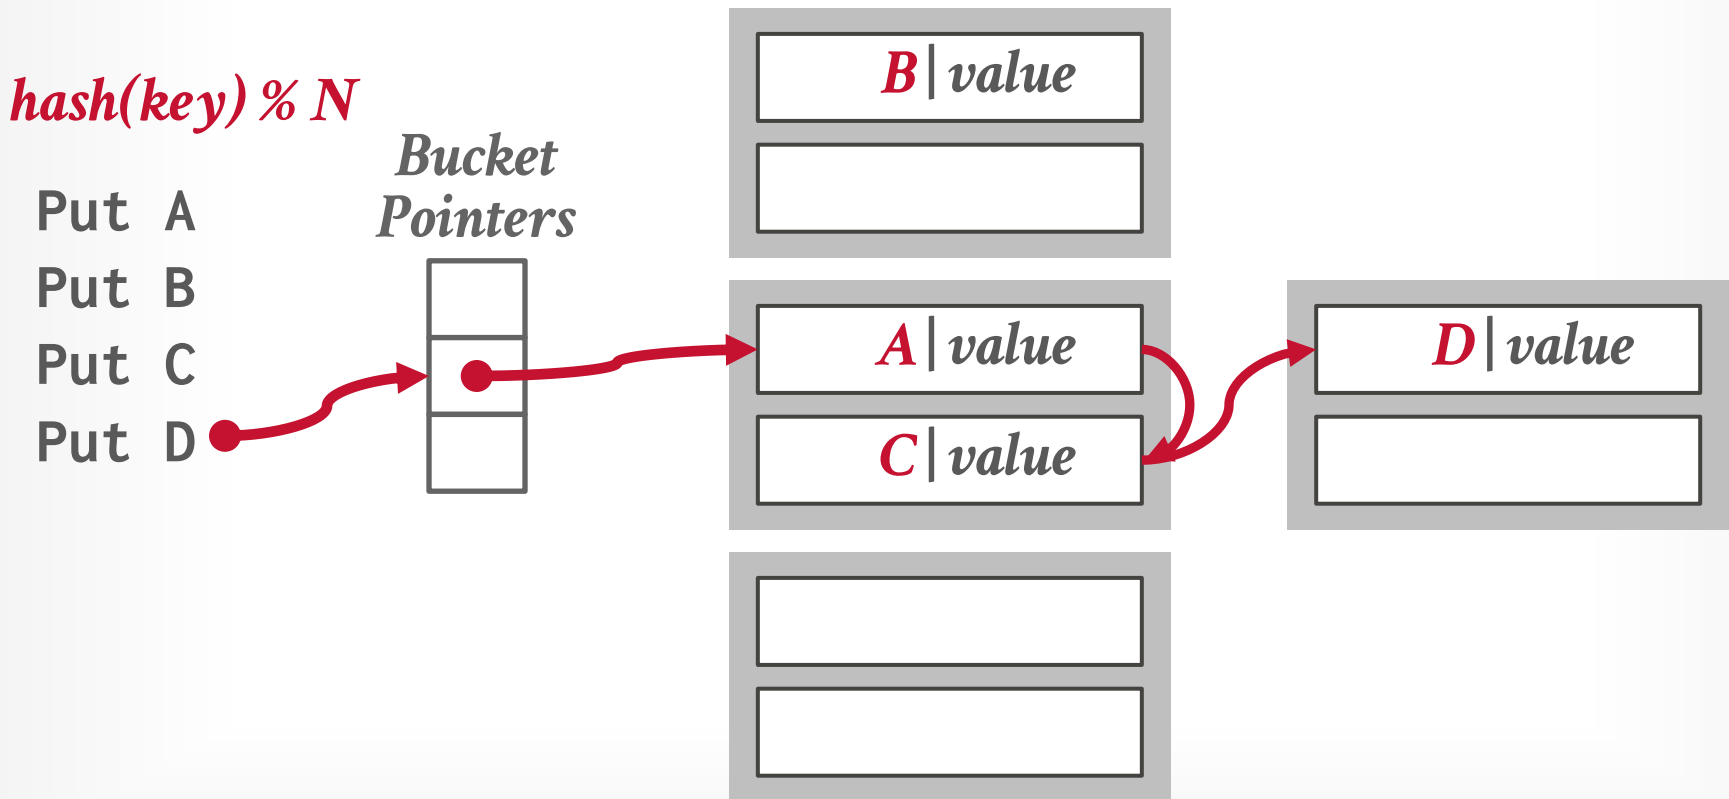 hash(key) % N
Put A
Put B
Put C
Put D
Bucket
Pointers
B|value
A|value
C|value
D|value